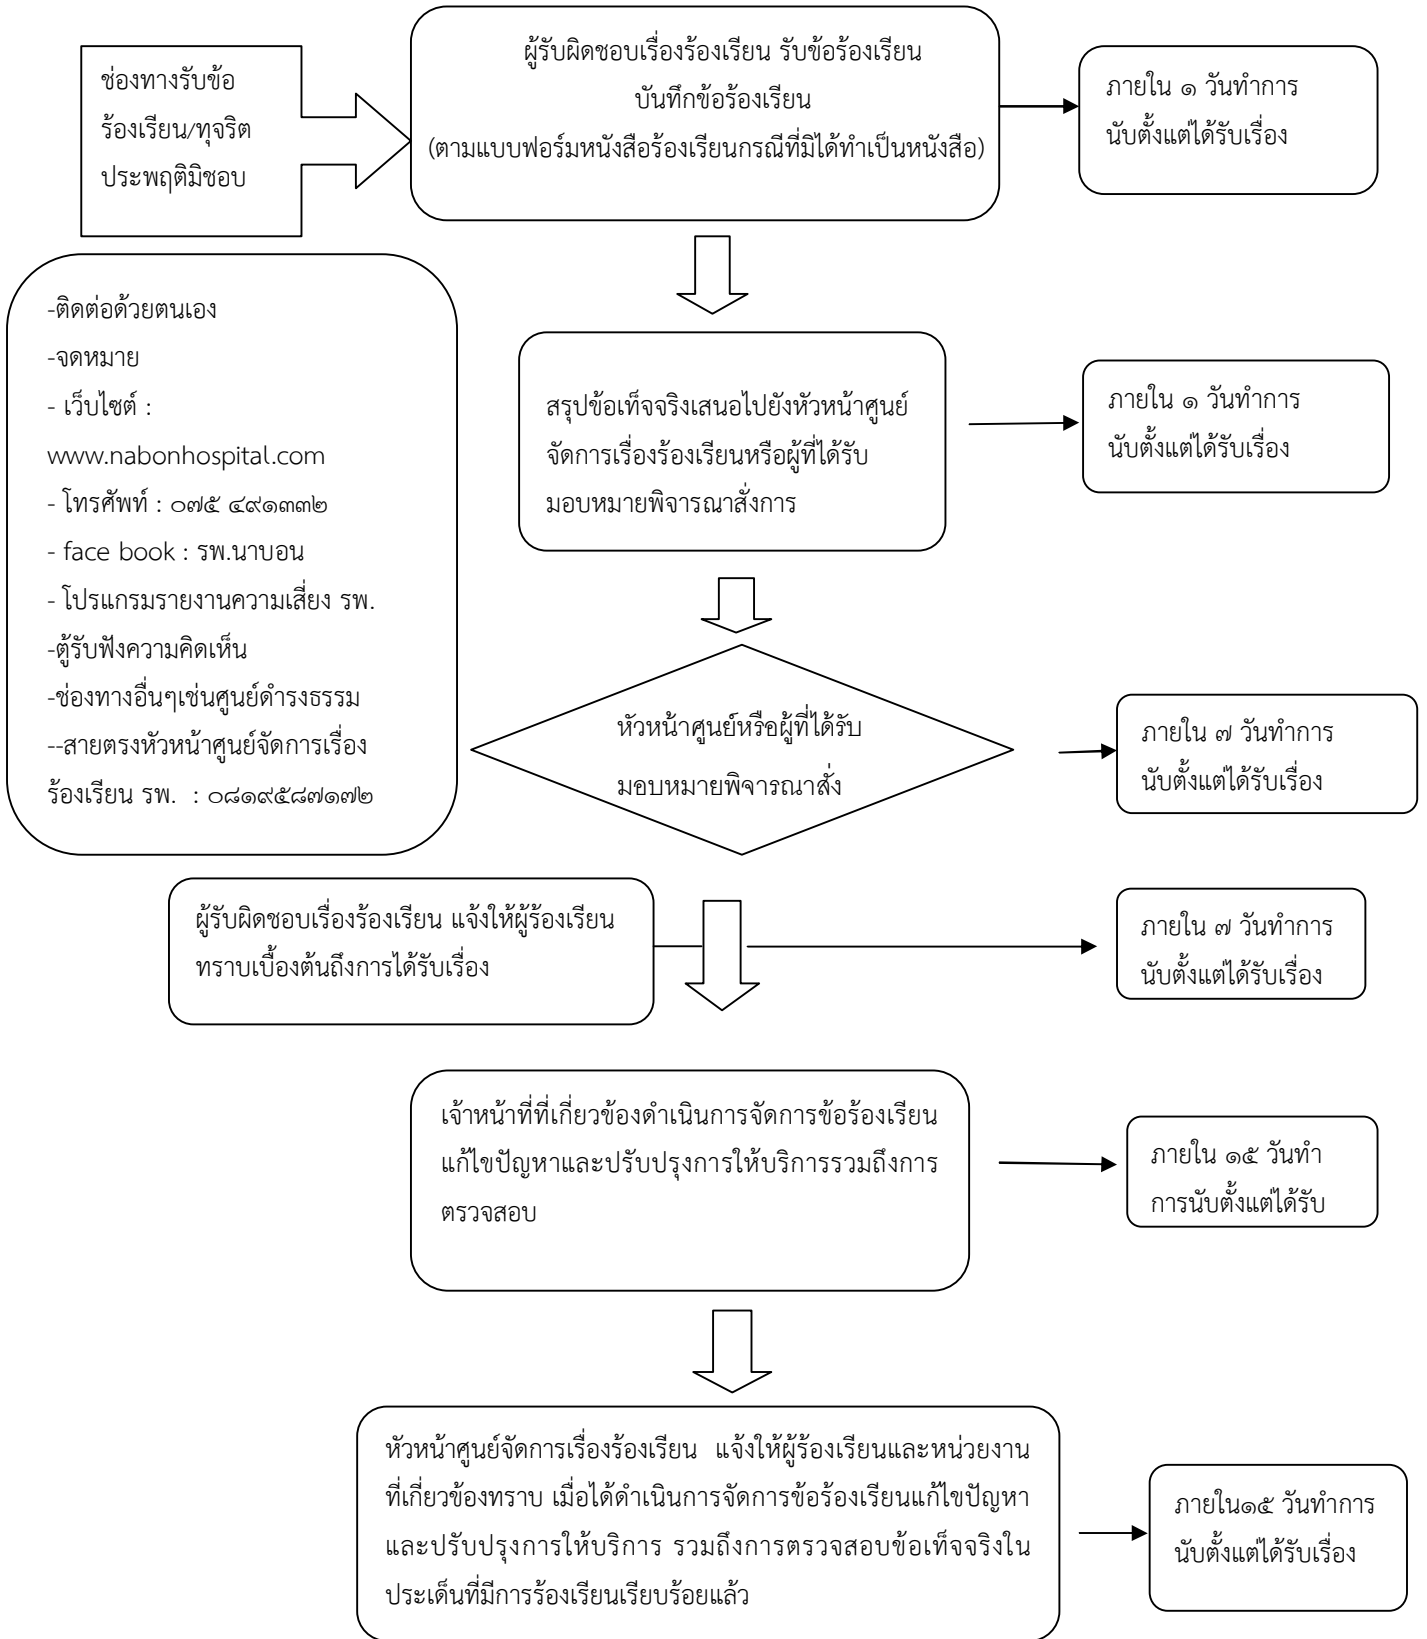 ช่องทางรับข้อ
ร้องเรียน/ทุจริต
ประพฤติมิชอบ
ผู้รับผิดชอบเรื่องร้องเรียน รับข้อร้องเรียน
บันทึกข้อร้องเรียน
(ตามแบบฟอร์มหนังสือร้องเรียนกรณีที่มิได้ทำเป็นหนังสือ)
ภายใน ๑ วันทำการ
นับตั้งแต่ได้รับเรื่อง
-ติดต่อด้วยตนเอง
-จดหมาย
- เว็บไซต์ :
www.nabonhospital.com
- โทรศัพท์ : ๐๗๕ ๔๙๑๓๓๒
- face book : รพ.นาบอน
- โปรแกรมรายงานความเสี่ยง รพ.
-ตู้รับฟังความคิดเห็น
-ช่องทางอื่นๆเช่นศูนย์ดำรงธรรม
--สายตรงหัวหน้าศูนย์จัดการเรื่อง
ร้องเรียน รพ. : ๐๘๑๙๕๘๗๑๗๒
สรุปข้อเท็จจริงเสนอไปยังหัวหน้าศูนย์
จัดการเรื่องร้องเรียนหรือผู้ที่ได้รับ
มอบหมายพิจารณาสั่งการ
ภายใน ๑ วันทำการ
นับตั้งแต่ได้รับเรื่อง
หัวหน้าศูนย์หรือผู้ที่ได้รับ
มอบหมายพิจารณาสั่ง
ภายใน ๗ วันทำการ
นับตั้งแต่ได้รับเรื่อง
ผู้รับผิดชอบเรื่องร้องเรียน แจ้งให้ผู้ร้องเรียน
ทราบเบื้องต้นถึงการได้รับเรื่อง
ภายใน ๗ วันทำการ
นับตั้งแต่ได้รับเรื่อง
เจ้าหน้าที่ที่เกี่ยวข้องดำเนินการจัดการข้อร้องเรียน
แก้ไขปัญหาและปรับปรุงการให้บริการรวมถึงการ
ตรวจสอบ
ภายใน ๑๕ วันทำ
การนับตั้งแต่ได้รับ
หัวหน้าศูนย์จัดการเรื่องร้องเรียน แจ้งให้ผู้ร้องเรียนและหน่วยงาน
ที่เกี่ยวข้องทราบ เมื่อได้ดำเนินการจัดการข้อร้องเรียนแก้ไขปัญหา
และปรับปรุงการให้บริการ รวมถึงการตรวจสอบข้อเท็จจริงใน
ประเด็นที่มีการร้องเรียนเรียบร้อยแล้ว
ภายใน๑๕ วันทำการ
นับตั้งแต่ได้รับเรื่อง